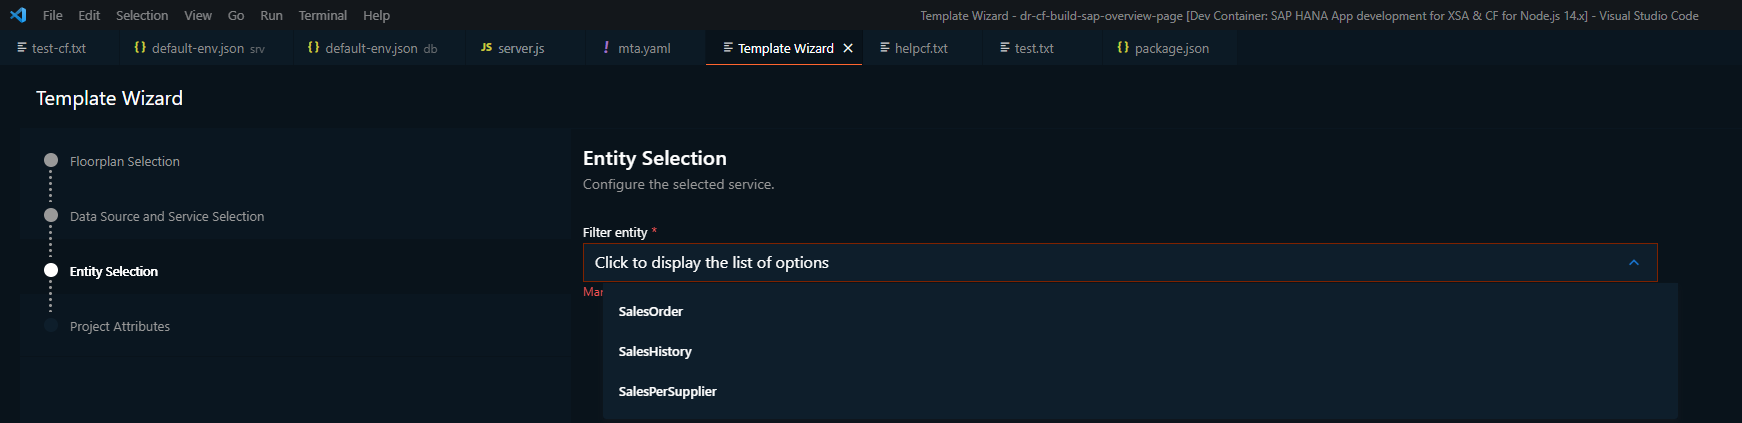 File Edit Selection View Go Run Terminal Help Template Wizard - dr-cf-build-sap-overview-page [Dev Container: SAP HANA App development for XSA & CF for Node.js 14.x] - Visual Studio Code
test-cf.txt {} default-env.json srv {} default-env.json db JS server.js ! mta.yaml Template Wizard helpcf.txt test.txt {} package.json
Template Wizard
Floorplan Selection
Data Source and Service Selection
Entity Selection
Project Attributes
Entity Selection
Configure the selected service.
Filter entity *
Click to display the list of options
SalesOrder
SalesHistory
SalesPerSupplier